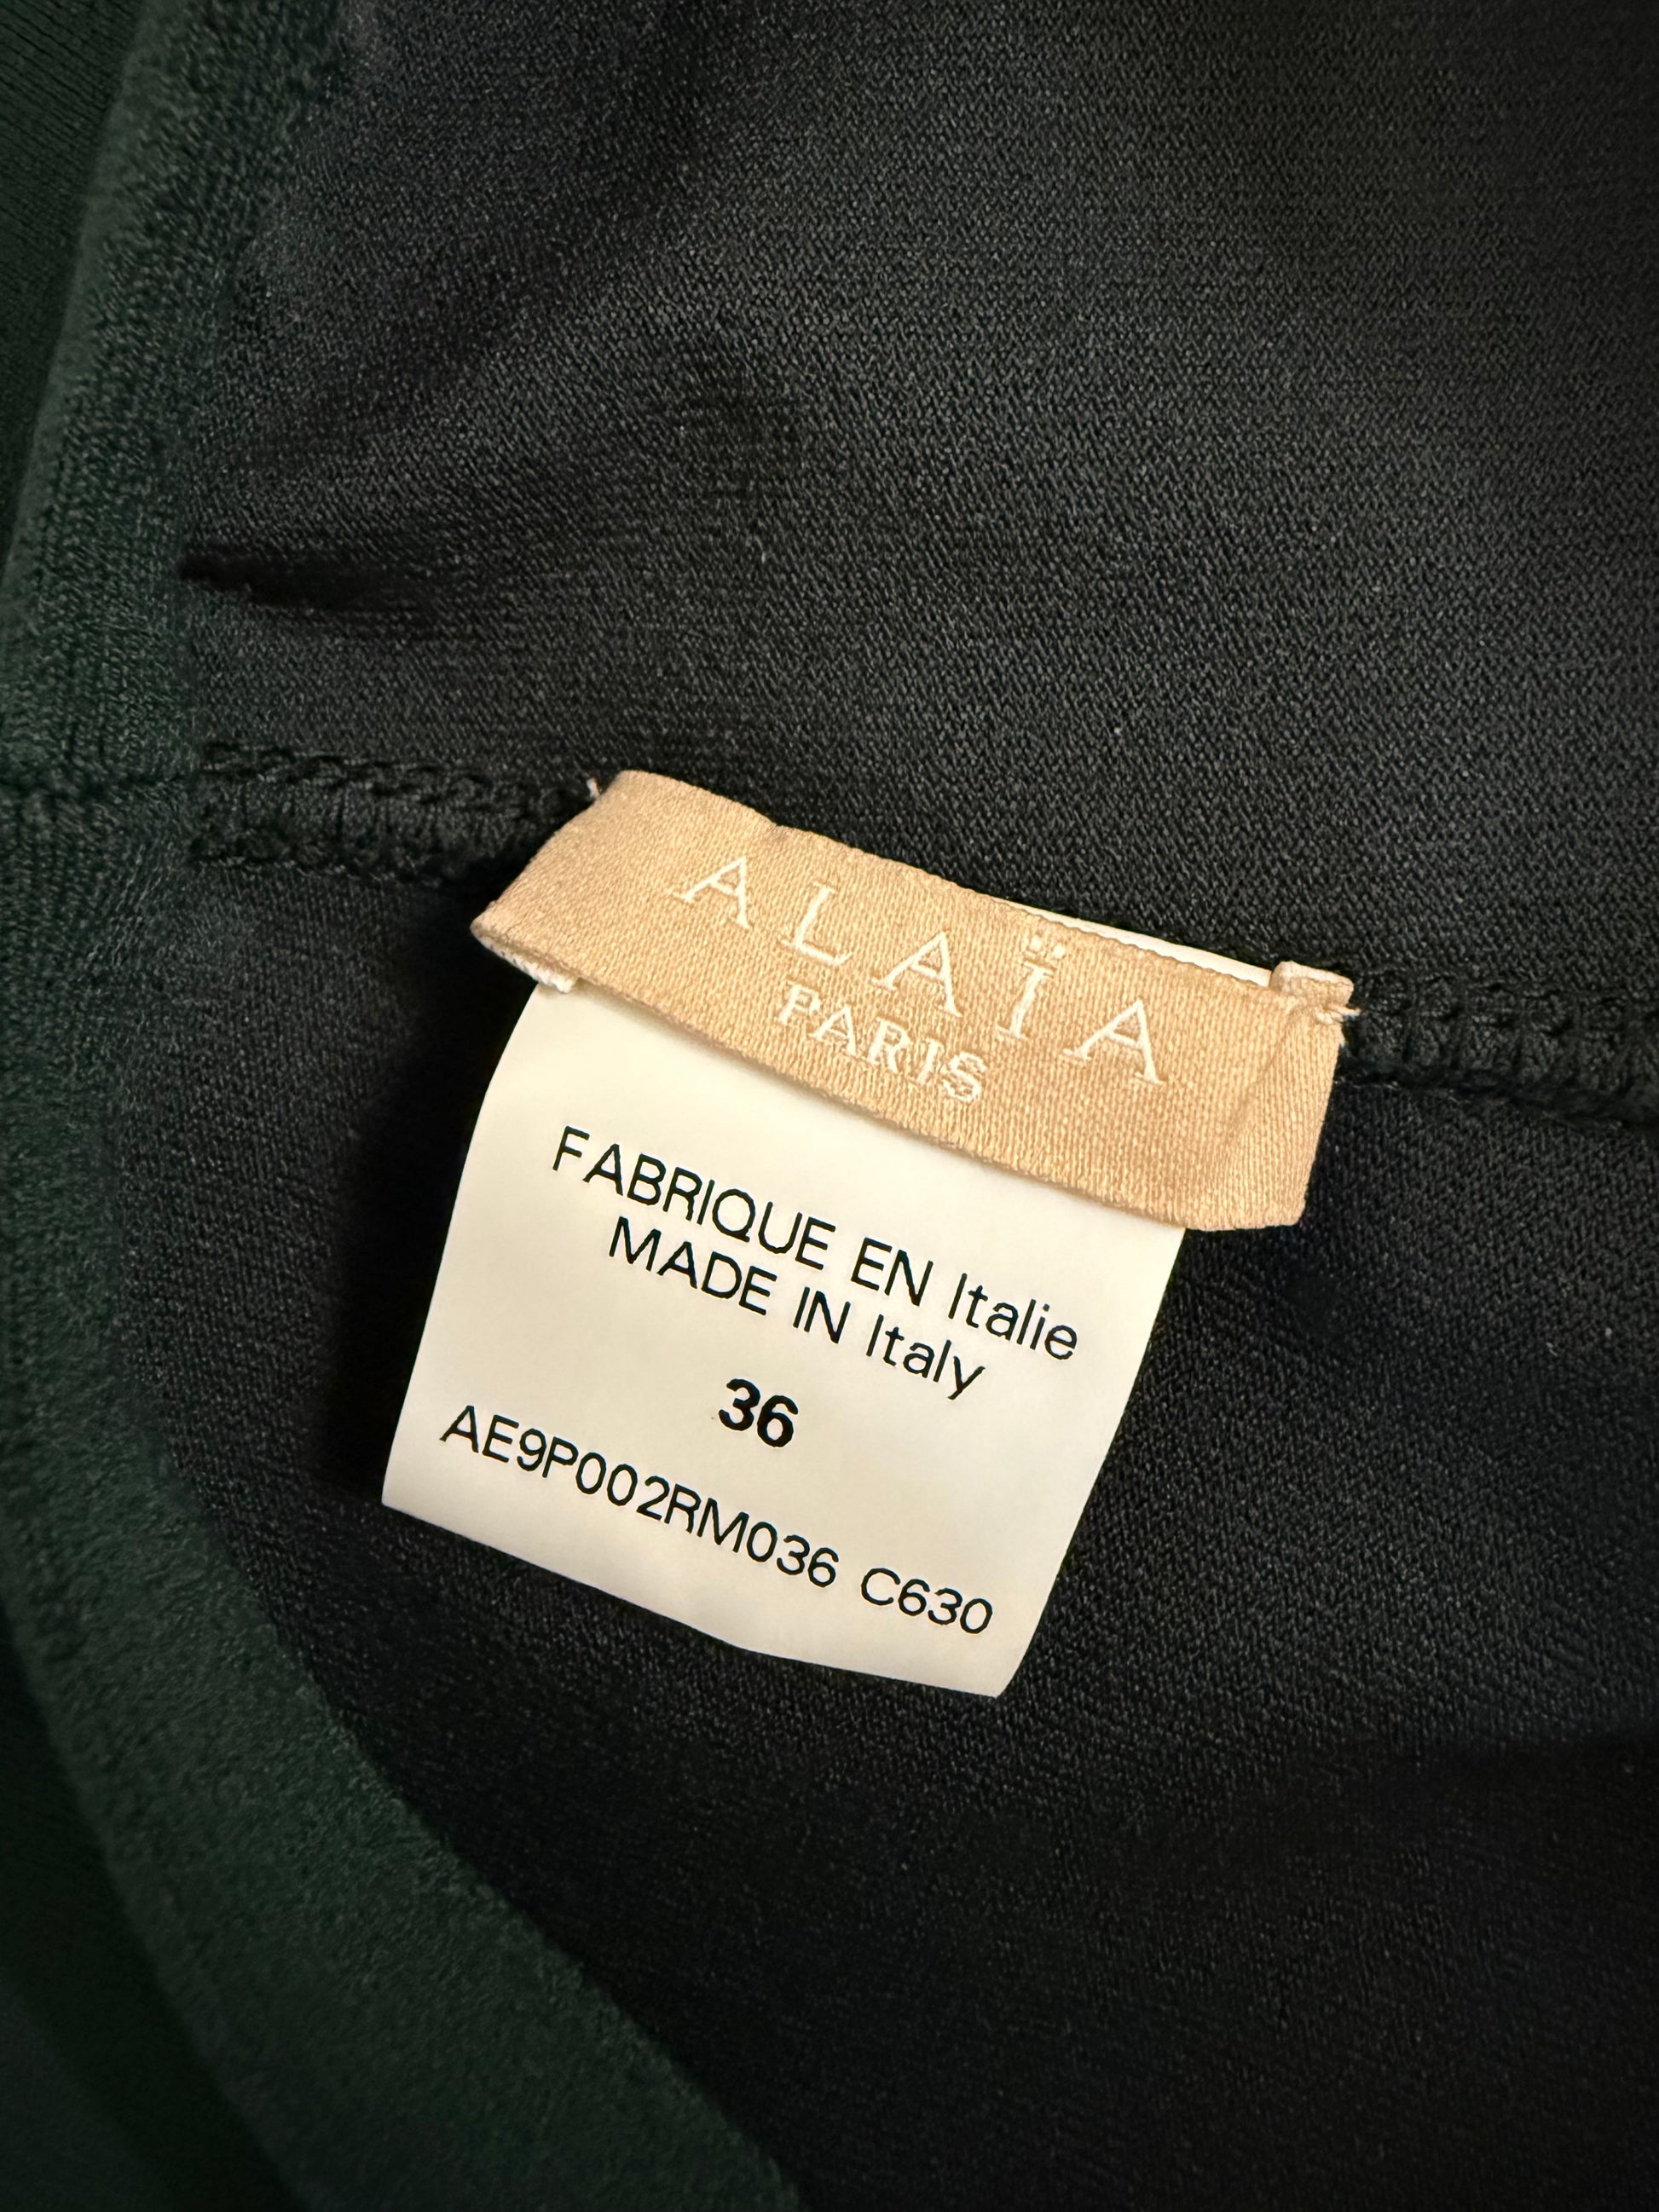 ALAÏA
PARIS
FABRIQUE EN Italie
MADE IN Italy
36
AE9P002RM036 C630